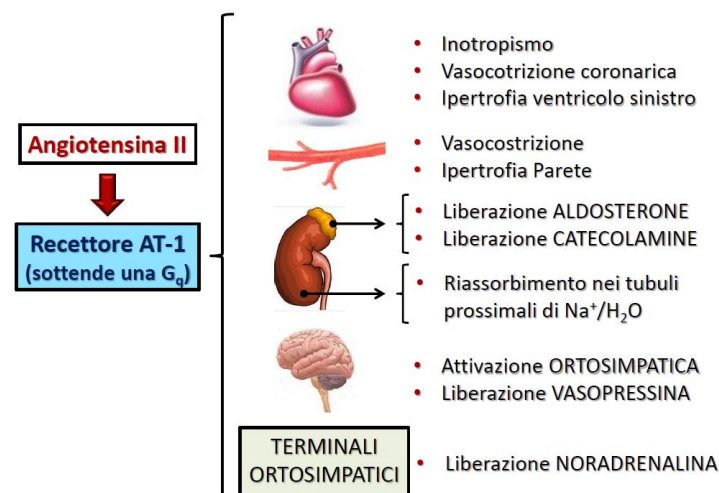 Angiotensina II
Recettore AT-1
(sottende una Gq)
• Inotropismo
• Vasocotrizione coronarica
• Ipertrofia ventricolo sinistro
• Vasocostrizione
• Ipertrofia Parete
• Liberazione ALDOSTERONE
• Liberazione CATECOLAMINE
• Riassorbimento nei tubuli
prossimali di Na⁺/H₂O
• Attivazione ORTOSIMPATICA
• Liberazione VASOPRESSINA
TERMINALI
ORTOSIMPATICI
• Liberazione NORADRENALINA